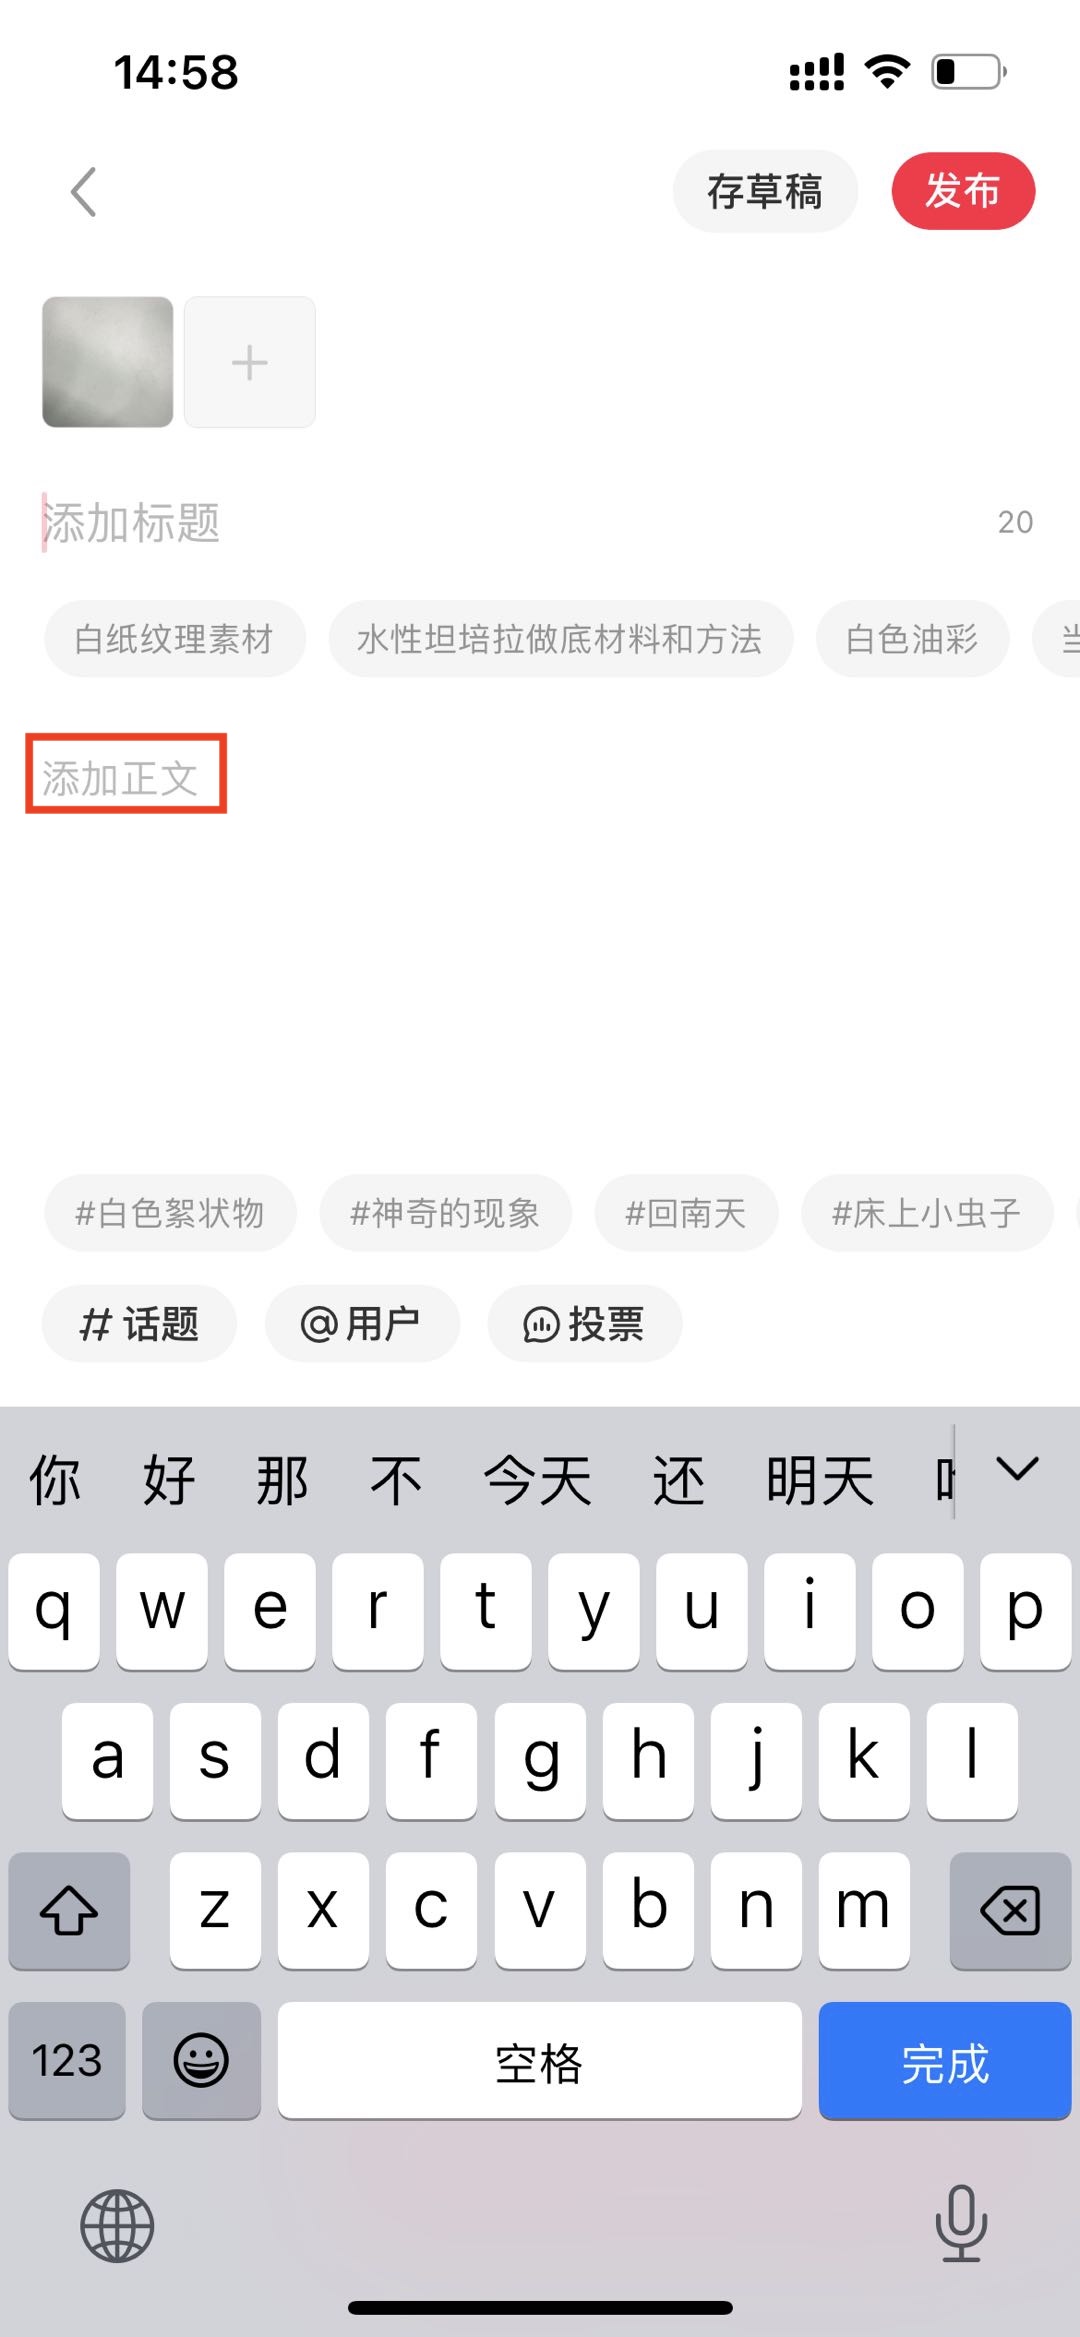 14:58
存草稿 发布
添加标题 20
白纸纹理素材 水性坦培拉做底材料和方法 白色油彩
添加正文
#白色絮状物 #神奇的现象 #回南天 #床上小虫子
# 话题 @用户 投票
你 好 那 不 今天 还 明天
q w e r t y u i o p
a s d f g h j k l
z x c v b n m
123 空格 完成